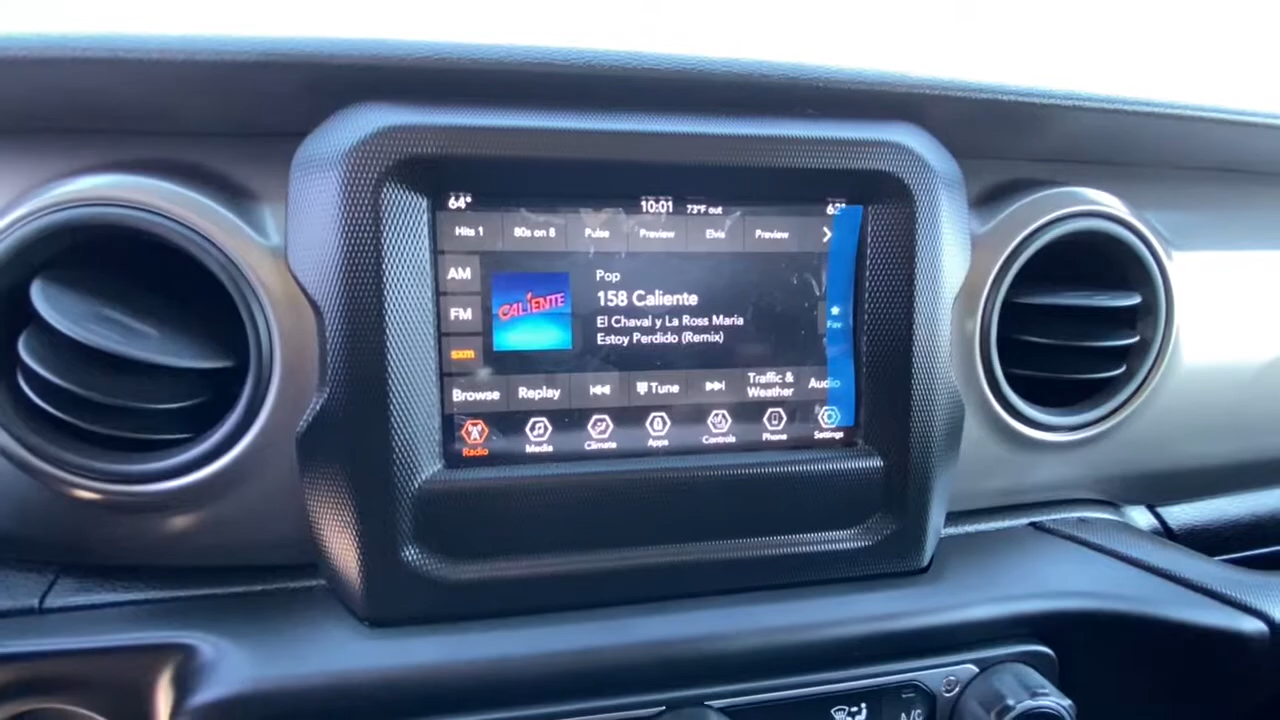 64° 10:01 73°F out 62°
Hits 1 80s on 8 Pulse Preview Elvis Preview
AM
FM
sxm
CALIENTE
Pop
158 Caliente
El Chaval y La Ross Maria
Estoy Perdido (Remix)
Fav
Browse Replay Tune Traffic & Weather Audio
Radio Media Climate Apps Controls Phone Settings
A/C